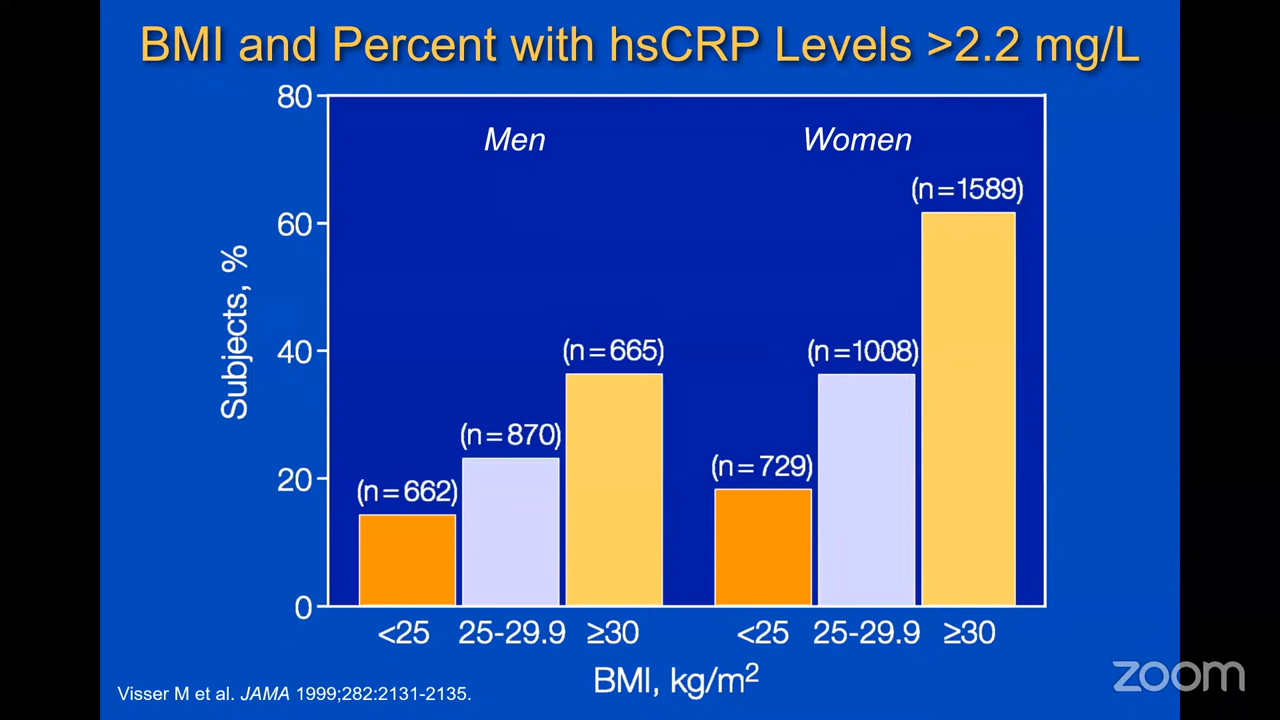 BMI and Percent with hsCRP Levels >2.2 mg/L
80
60
40
20
0
Subjects, %
Men
Women
(n=662)
(n=870)
(n=665)
(n=729)
(n=1008)
(n=1589)
<25 25-29.9 ≥30 <25 25-29.9 ≥30
BMI, kg/m²
Visser M et al. JAMA 1999;282:2131-2135.
zoom